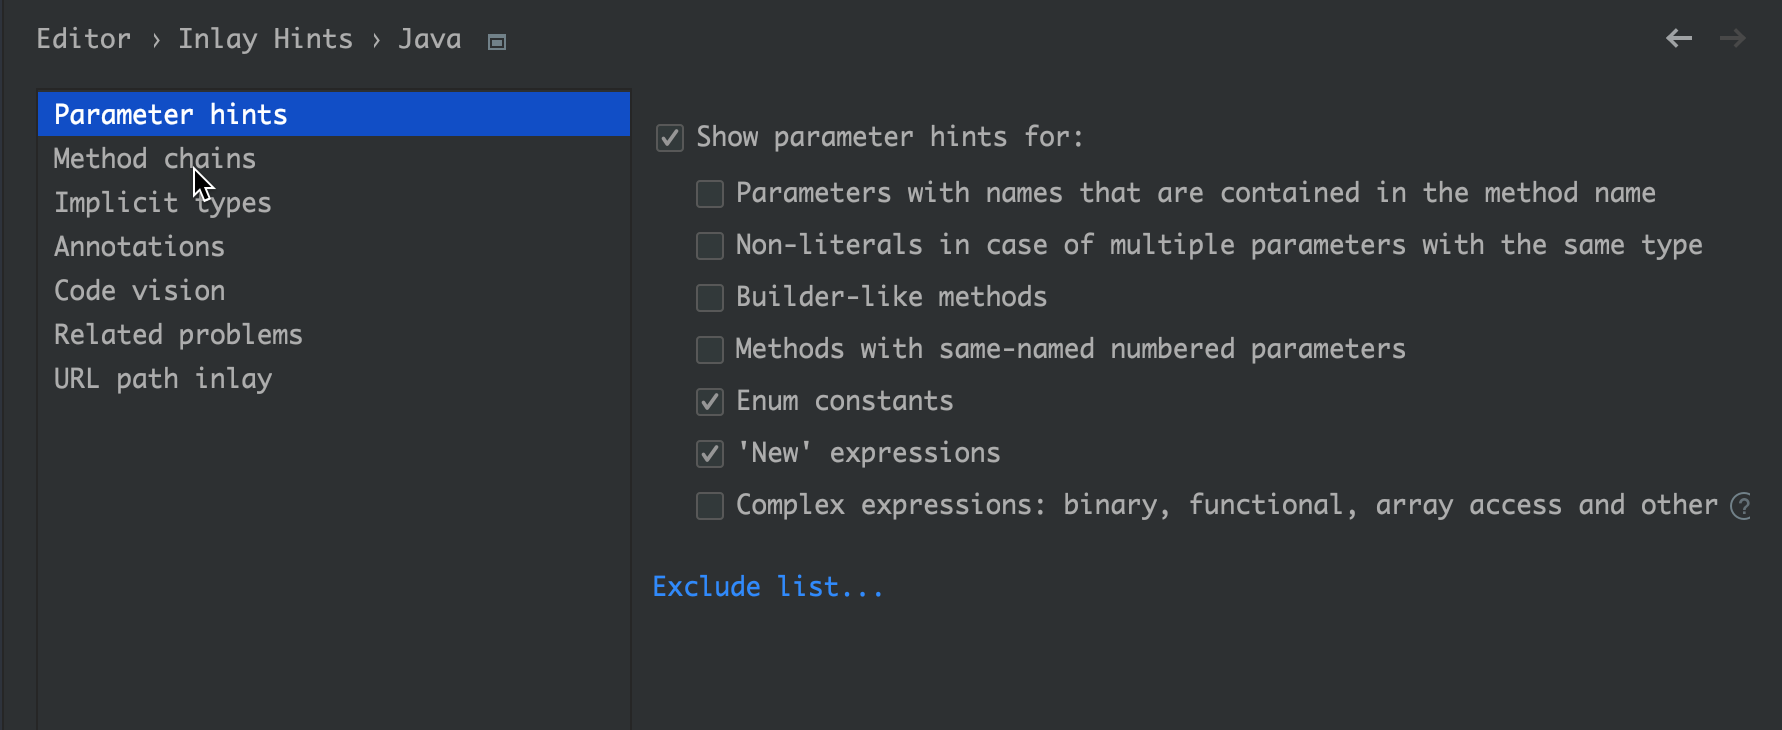 Editor › Inlay Hints › Java
Parameter hints
Method chains
Implicit types
Annotations
Code vision
Related problems
URL path inlay
Show parameter hints for:
Parameters with names that are contained in the method name
Non-literals in case of multiple parameters with the same type
Builder-like methods
Methods with same-named numbered parameters
Enum constants
'New' expressions
Complex expressions: binary, functional, array access and other ?
Exclude list...